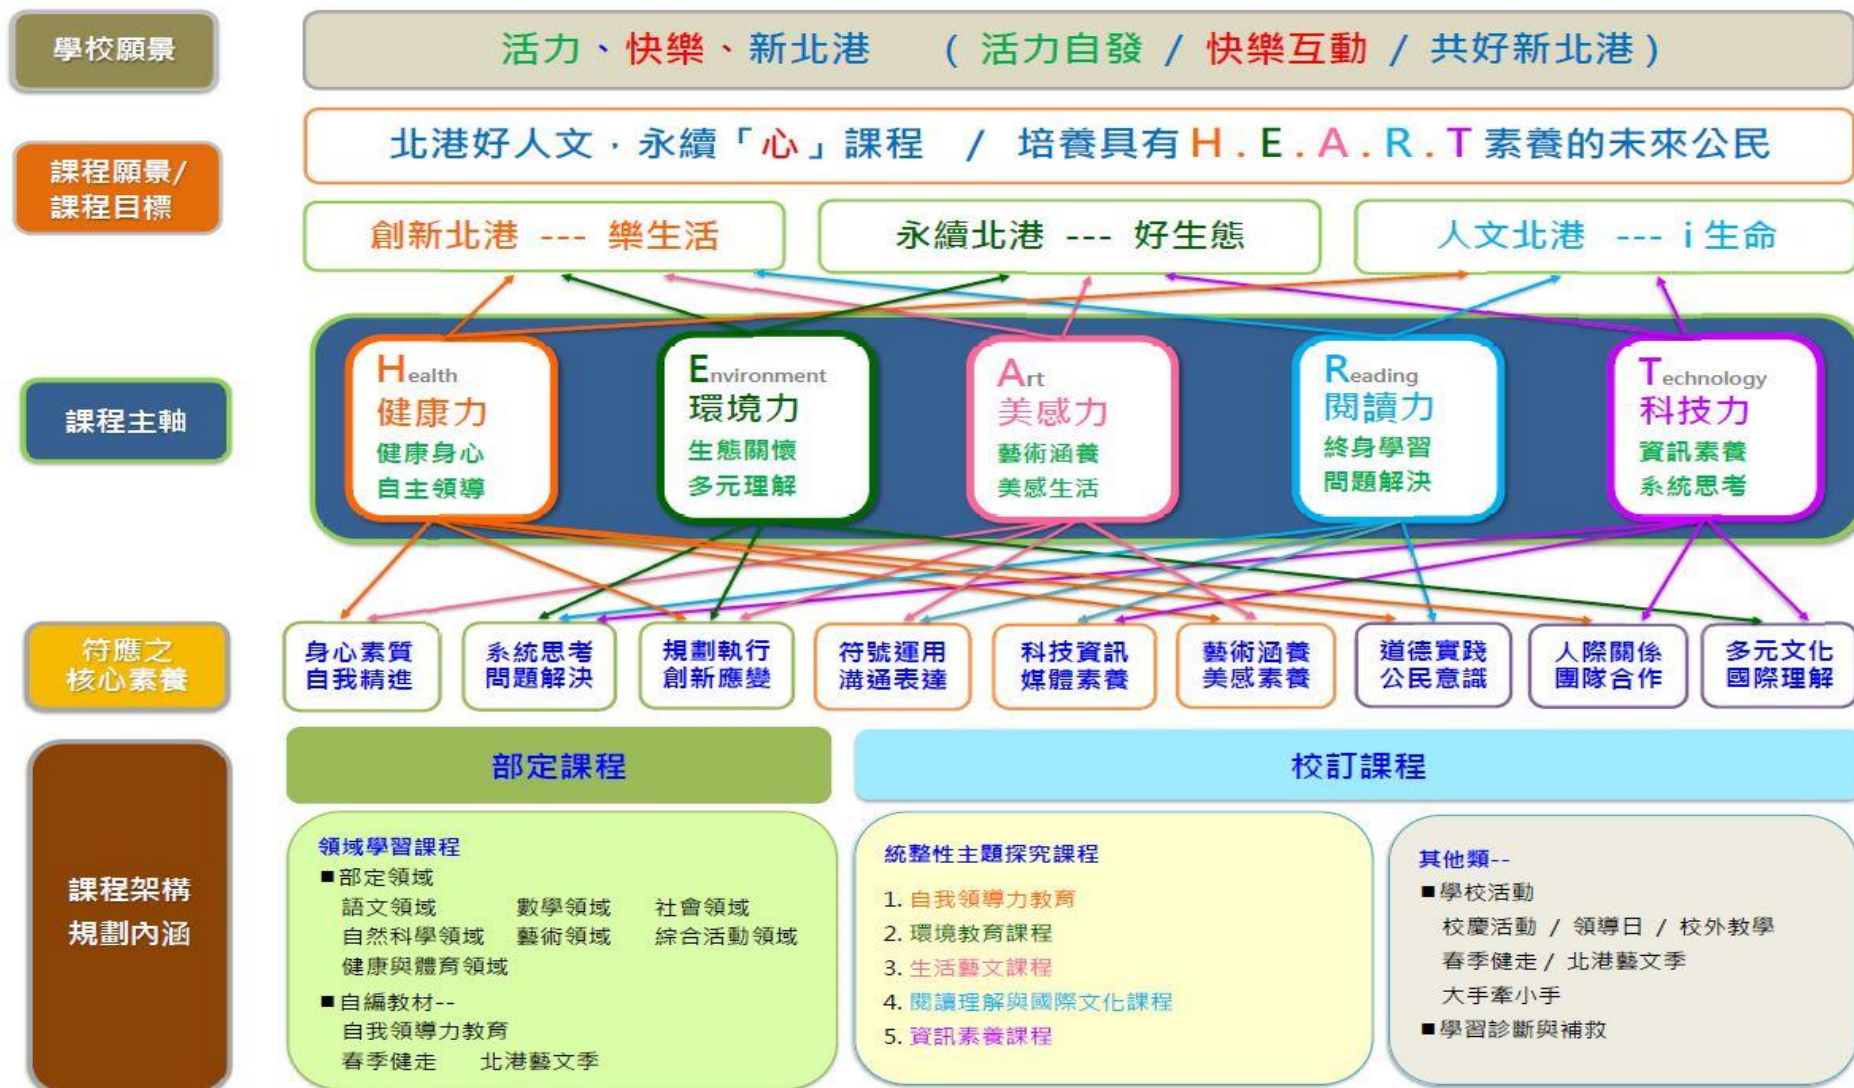 學校願景
活力、快樂、新北港 ( 活力自發 / 快樂互動 / 共好新北港 )
課程願景/
課程目標
北港好人文．永續「心」課程 / 培養具有 H . E . A . R . T 素養的未來公民
創新北港 --- 樂生活
永續北港 --- 好生態
人文北港 --- i 生命
課程主軸
Health
健康力
健康身心
自主領導
Environment
環境力
生態關懷
多元理解
Art
美感力
藝術涵養
美感生活
Reading
閱讀力
終身學習
問題解決
Technology
科技力
資訊素養
系統思考
符應之
核心素養
身心素質
自我精進
系統思考
問題解決
規劃執行
創新應變
符號運用
溝通表達
科技資訊
媒體素養
藝術涵養
美感素養
道德實踐
公民意識
人際關係
團隊合作
多元文化
國際理解
課程架構
規劃內涵
部定課程
領域學習課程
■部定領域
語文領域 數學領域 社會領域
自然科學領域 藝術領域 綜合活動領域
健康與體育領域
■自編教材--
自我領導力教育
春季健走 北港藝文季
校訂課程
統整性主題探究課程
1. 自我領導力教育
2. 環境教育課程
3. 生活藝文課程
4. 閱讀理解與國際文化課程
5. 資訊素養課程
其他類--
■學校活動
校慶活動 / 領導日 / 校外教學
春季健走 / 北港藝文季
大手牽小手
■學習診斷與補救